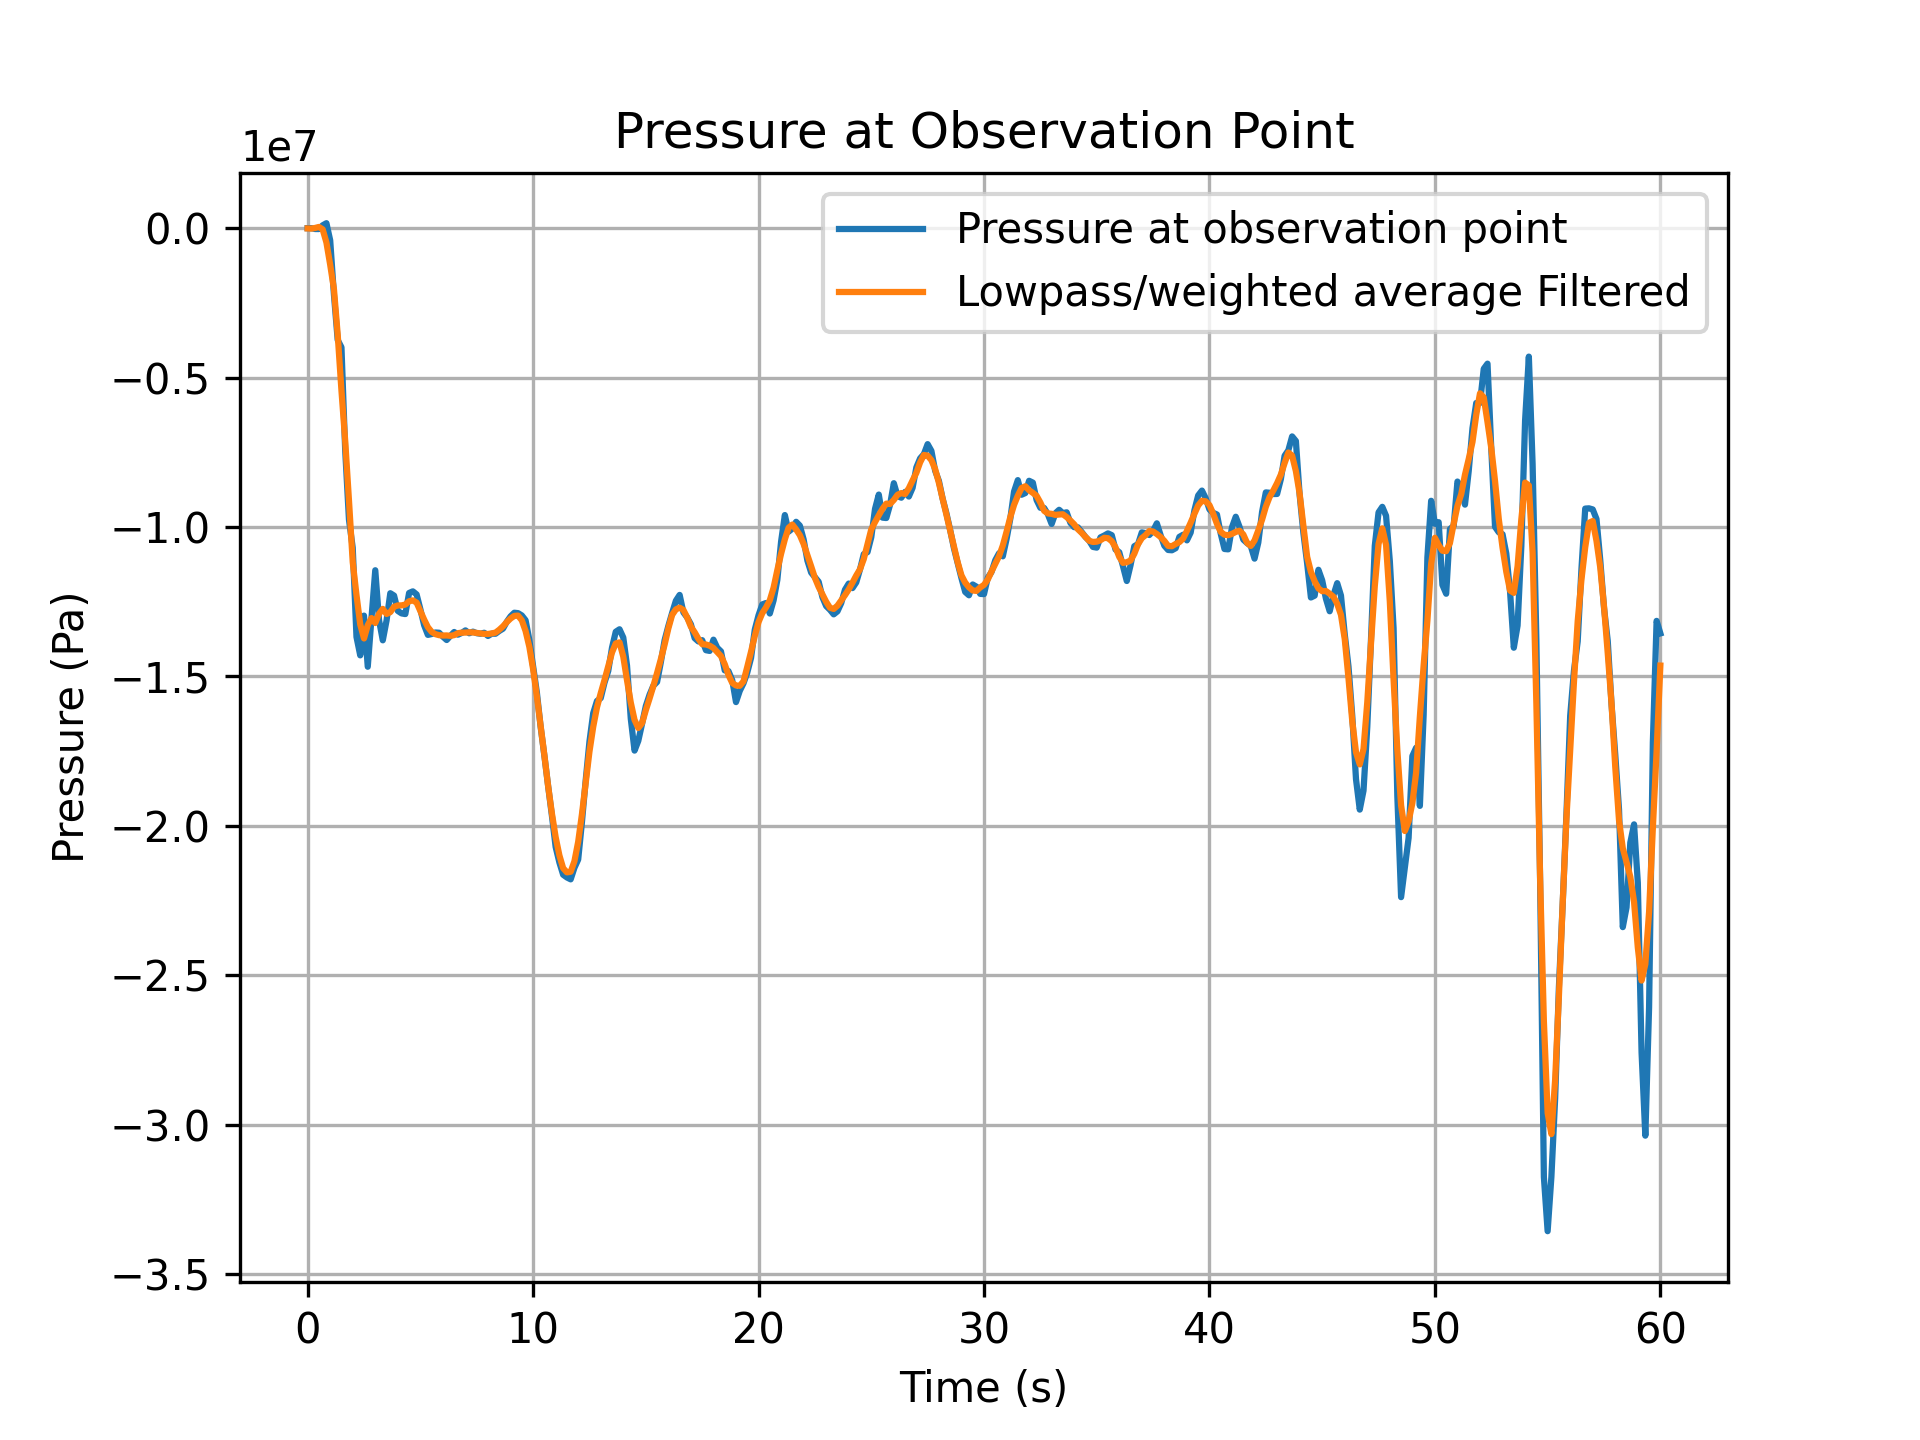 Pressure at Observation Point
1e7
Pressure at observation point
Lowpass/weighted average Filtered
0.0
−0.5
−1.0
−1.5
−2.0
−2.5
−3.0
−3.5
Pressure (Pa)
0 10 20 30 40 50 60
Time (s)